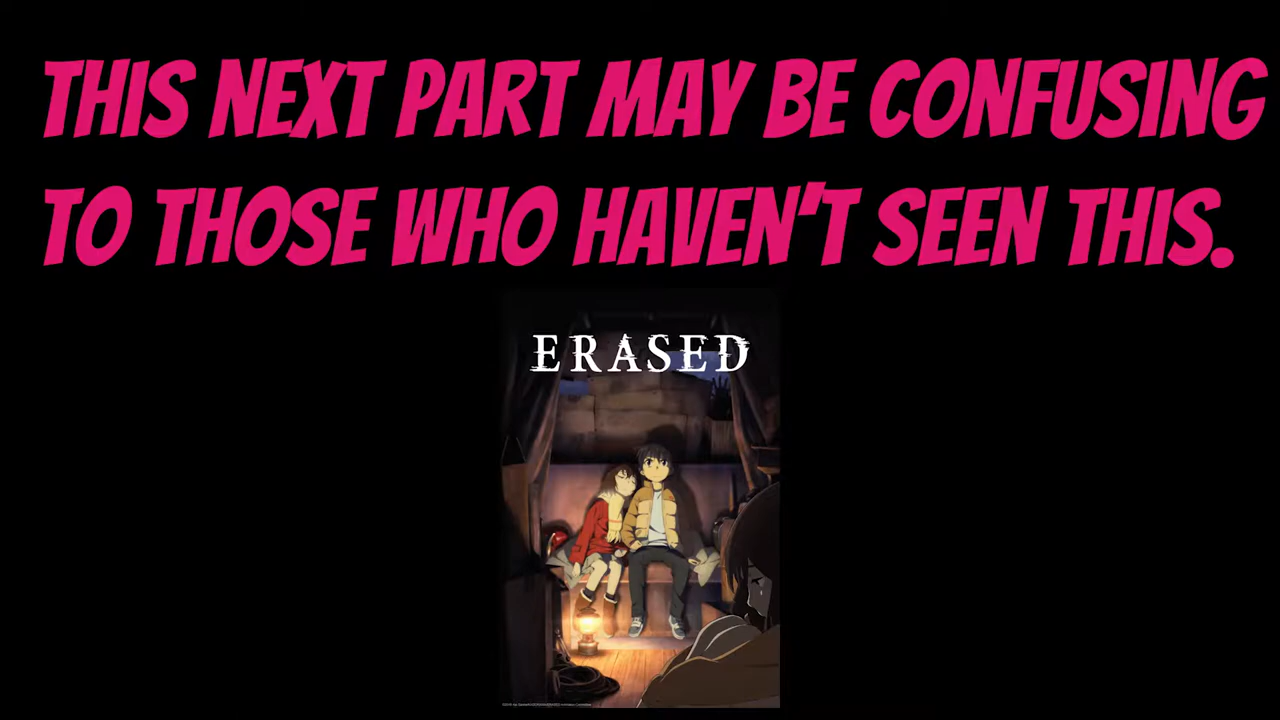 THIS NEXT PART MAY BE CONFUSING
TO THOSE WHO HAVEN'T SEEN THIS.
ERASED